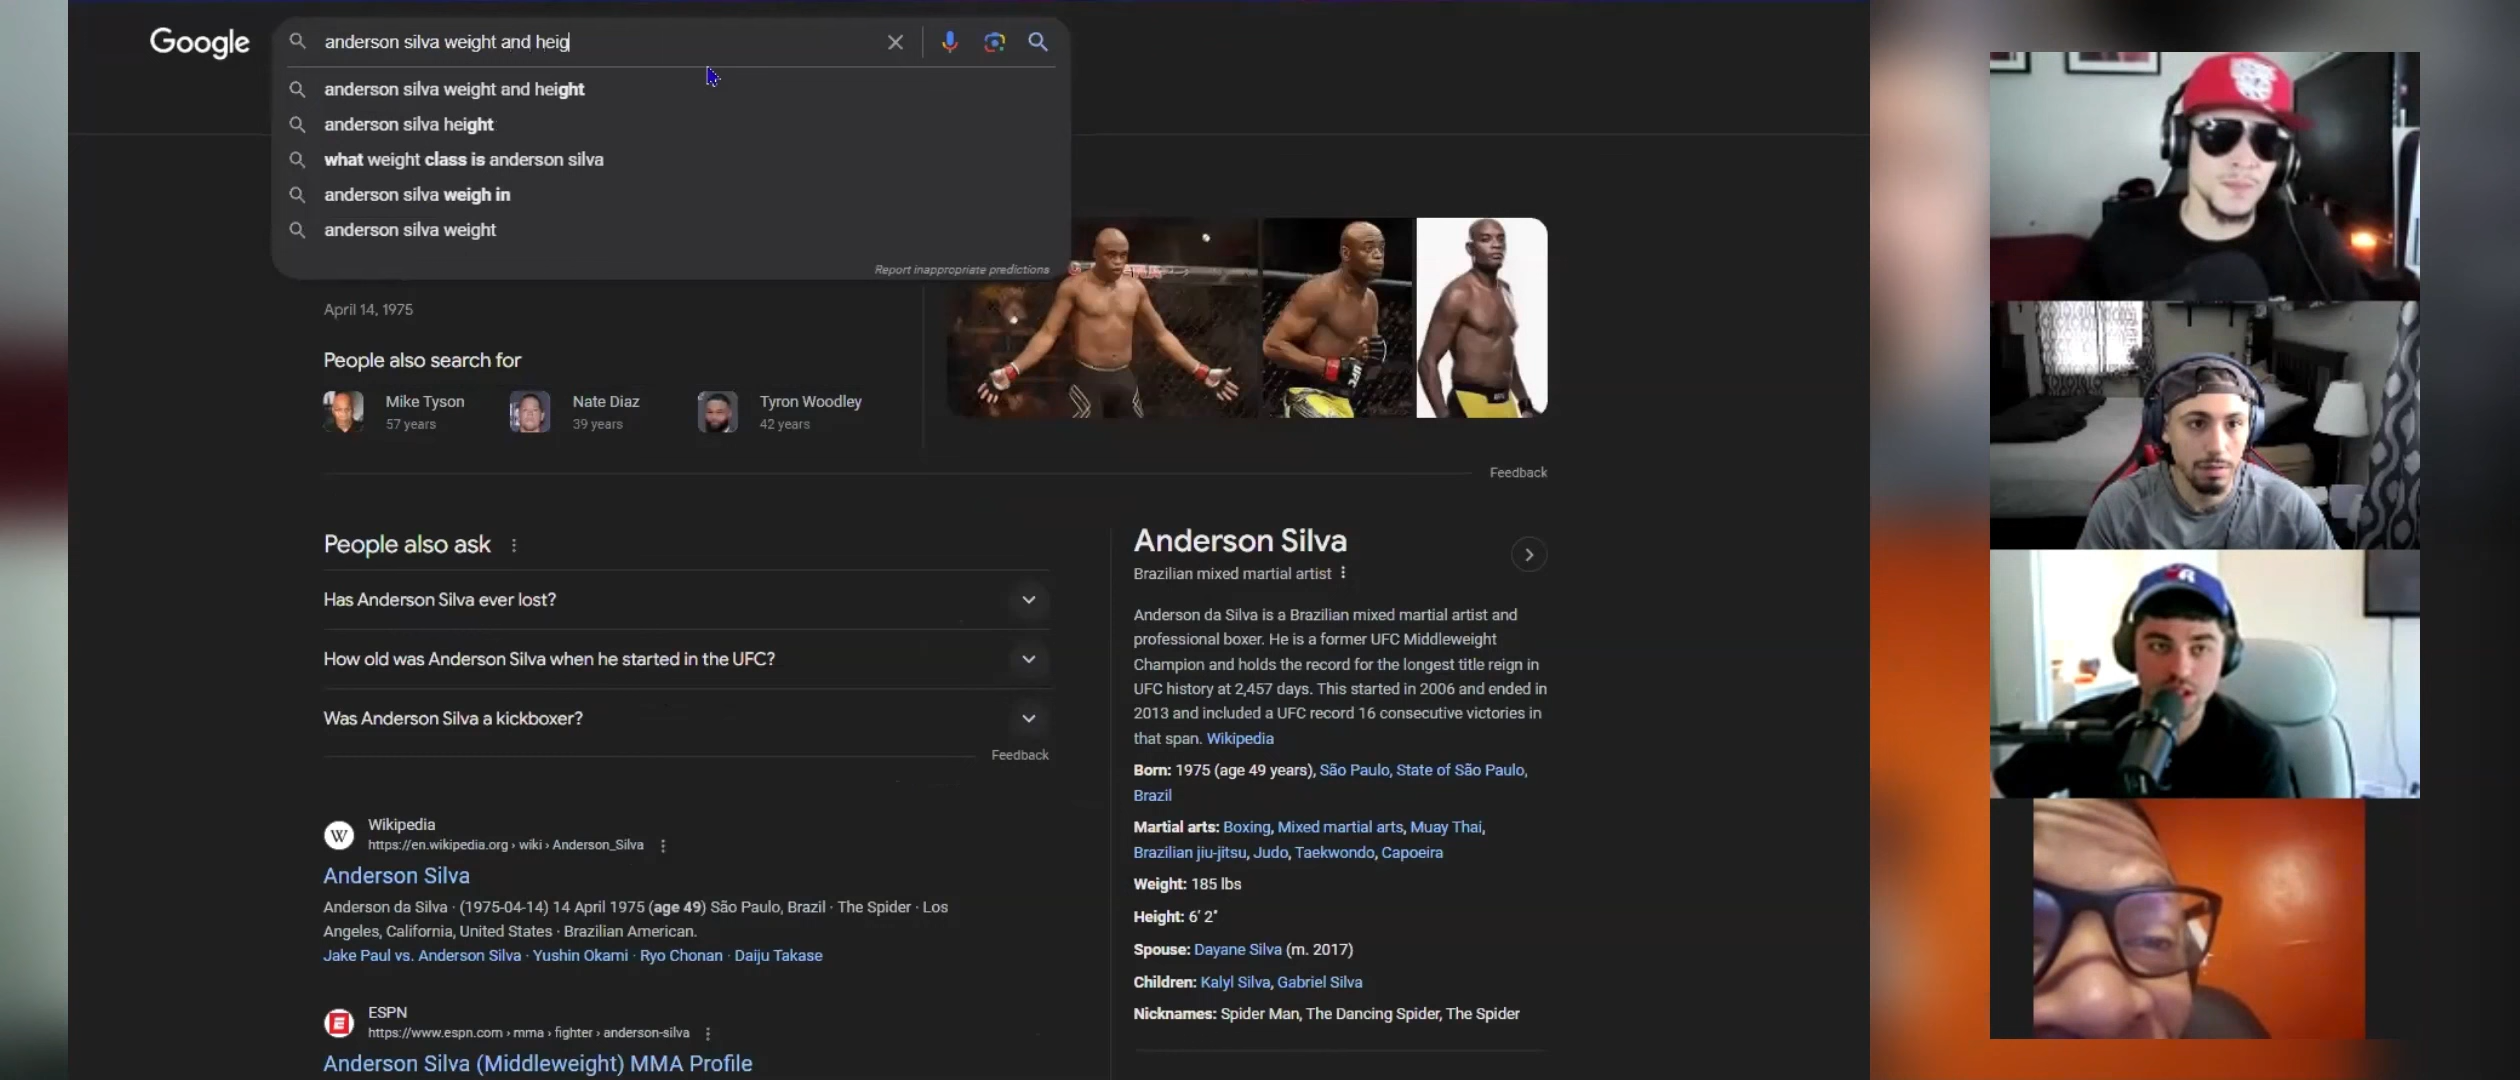 Google
anderson silva weight and heig
anderson silva weight and height
anderson silva height
what weight class is anderson silva
anderson silva weigh in
anderson silva weight
Report inappropriate predictions
April 14, 1975
People also search for
Mike Tyson
57 years
Nate Diaz
39 years
Tyron Woodley
42 years
UFC
Feedback
People also ask
Has Anderson Silva ever lost?
How old was Anderson Silva when he started in the UFC?
Was Anderson Silva a kickboxer?
Feedback
Wikipedia
https://en.wikipedia.org › wiki › Anderson_Silva
Anderson Silva
Anderson da Silva · (1975-04-14) 14 April 1975 (age 49) São Paulo, Brazil · The Spider · Los
Angeles, California, United States · Brazilian American.
Jake Paul vs. Anderson Silva · Yushin Okami · Ryo Chonan · Daiju Takase
ESPN
https://www.espn.com › mma › fighter › anderson-silva
Anderson Silva (Middleweight) MMA Profile
Anderson Silva
Brazilian mixed martial artist
Anderson da Silva is a Brazilian mixed martial artist and
professional boxer. He is a former UFC Middleweight
Champion and holds the record for the longest title reign in
UFC history at 2,457 days. This started in 2006 and ended in
2013 and included a UFC record 16 consecutive victories in
that span. Wikipedia
Born: 1975 (age 49 years), São Paulo, State of São Paulo,
Brazil
Martial arts: Boxing, Mixed martial arts, Muay Thai,
Brazilian jiu-jitsu, Judo, Taekwondo, Capoeira
Weight: 185 lbs
Height: 6′ 2″
Spouse: Dayane Silva (m. 2017)
Children: Kalyl Silva, Gabriel Silva
Nicknames: Spider Man, The Dancing Spider, The Spider